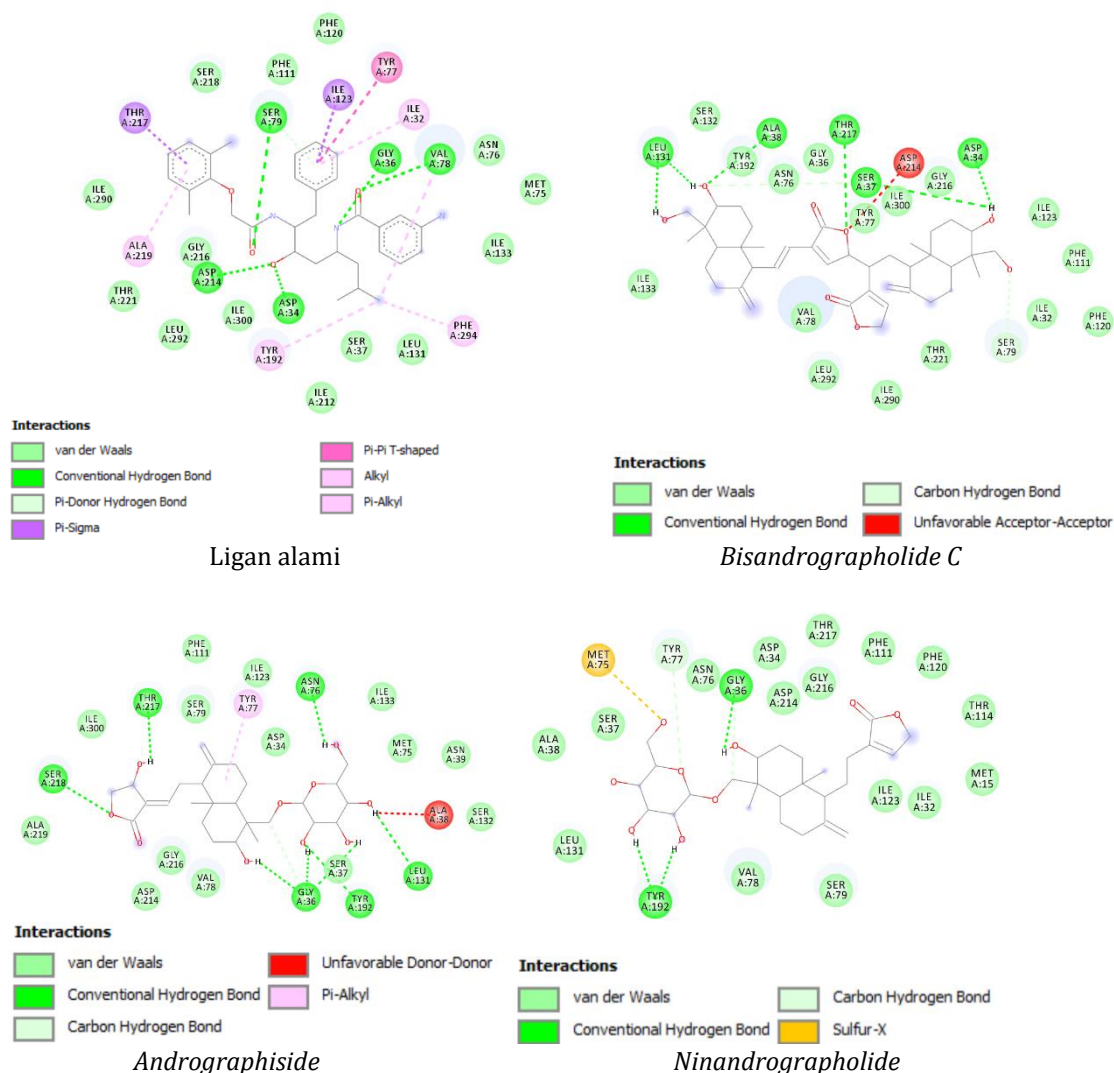 PHE
A:120
SER
A:218
PHE
A:111
TYR
A:77
ILE
A:123
THR
A:217
SER
A:79
ILE
A:32
GLY
A:36
VAL
A:78
ASN
A:76
MET
A:75
ILE
A:290
ILE
A:133
ALA
A:219
GLY
A:216
ASP
A:214
THR
A:221
ILE
A:300
ASP
A:34
LEU
A:292
TYR
A:192
SER
A:37
LEU
A:131
PHE
A:294
ILE
A:212
O
O
N
O
O
N
Interactions
van der Waals
Conventional Hydrogen Bond
Pi-Donor Hydrogen Bond
Pi-Sigma
Pi-Pi T-shaped
Alkyl
Pi-Alkyl
Ligan alami
SER
A:132
ALA
A:38
THR
A:217
LEU
A:131
TYR
A:192
GLY
A:36
ASP
A:214
ASP
A:34
ASN
A:76
SER
A:37
GLY
A:216
ILE
A:300
TYR
A:77
ILE
A:123
PHE
A:111
ILE
A:133
VAL
A:78
ILE
A:32
PHE
A:120
SER
A:79
THR
A:221
LEU
A:292
ILE
A:290
H
O
H
O
O
O
H
O
O
O
O
Interactions
van der Waals
Conventional Hydrogen Bond
Carbon Hydrogen Bond
Unfavorable Acceptor-Acceptor
Bisandrographolide C
PHE
A:111
ILE
A:123
ASN
A:76
THR
A:217
SER
A:79
TYR
A:77
ILE
A:133
ILE
A:300
ASP
A:34
MET
A:75
ASN
A:39
SER
A:218
ALA
A:38
SER
A:132
ALA
A:219
GLY
A:216
VAL
A:78
SER
A:37
LEU
A:131
ASP
A:214
GLY
A:36
TYR
A:192
H
O
O
O
H
O
O
O
O
H
O
H
O
H
O
H
Interactions
van der Waals
Conventional Hydrogen Bond
Carbon Hydrogen Bond
Unfavorable Donor-Donor
Pi-Alkyl
Andrographiside
THR
A:217
MET
A:75
TYR
A:77
ASN
A:76
ASP
A:34
PHE
A:111
PHE
A:120
GLY
A:36
ASP
A:214
GLY
A:216
SER
A:37
THR
A:114
ALA
A:38
MET
A:15
ILE
A:123
ILE
A:32
LEU
A:131
VAL
A:78
SER
A:79
TYR
A:192
O
O
O
O
O
O
H
H
H
O
O
O
Interactions
van der Waals
Conventional Hydrogen Bond
Carbon Hydrogen Bond
Sulfur-X
Ninandrographolide